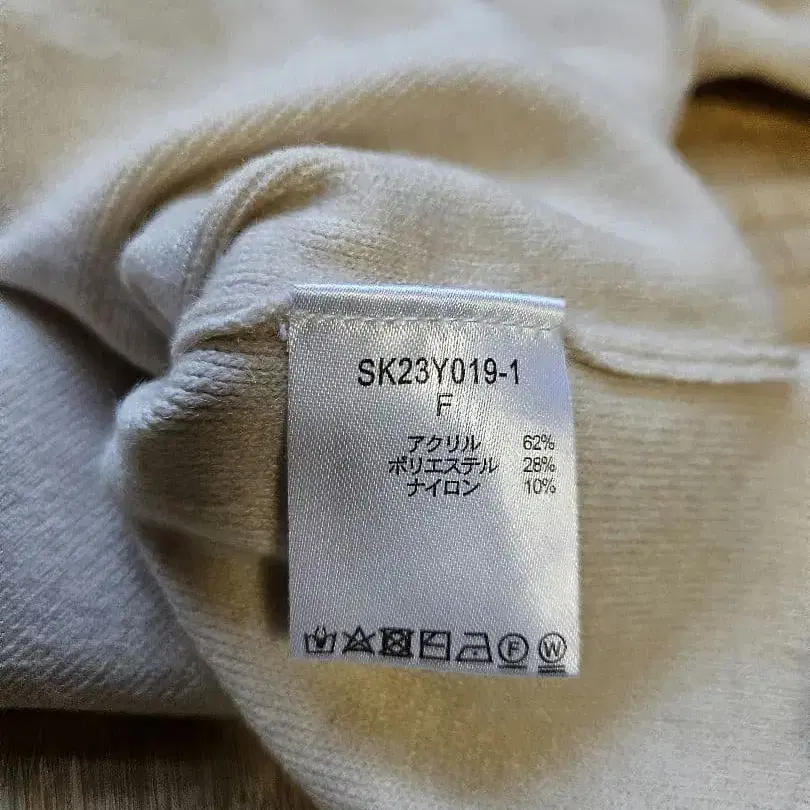 SK23Y019-1
F
アクリル 62%
ポリエステル 28%
ナイロン 10%
F W